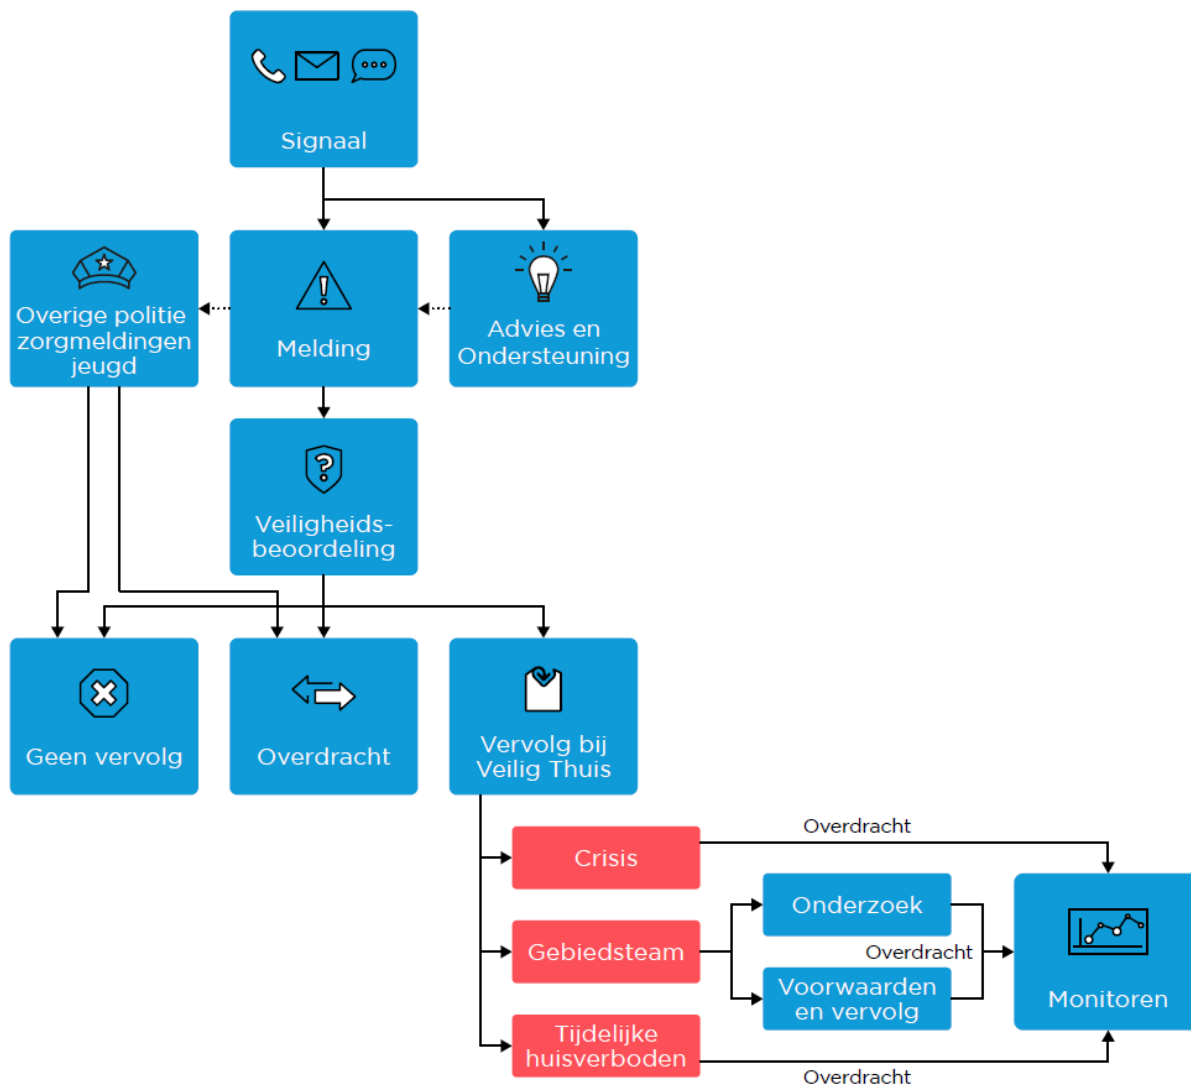 Signaal
Overige politie
zorgmeldingen
jeugd
Melding
Advies en
Ondersteuning
Veiligheids-
beoordeling
Geen vervolg
Overdracht
Vervolg bij
Veilig Thuis
Crisis
Overdracht
Gebiedsteam
Onderzoek
Overdracht
Voorwaarden
en vervolg
Monitoren
Tijdelijke
huisverboden
Overdracht